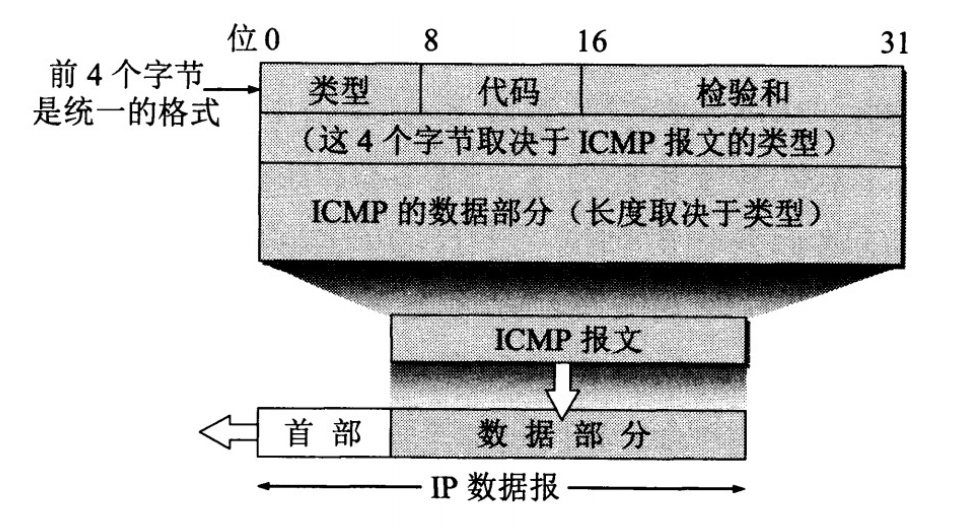 位 0 8 16 31
前 4 个字节
是统一的格式
类型 代码 检验和
(这 4 个字节取决于 ICMP 报文的类型)
ICMP 的数据部分(长度取决于类型)
ICMP 报文
首 部 数 据 部 分
IP 数据报